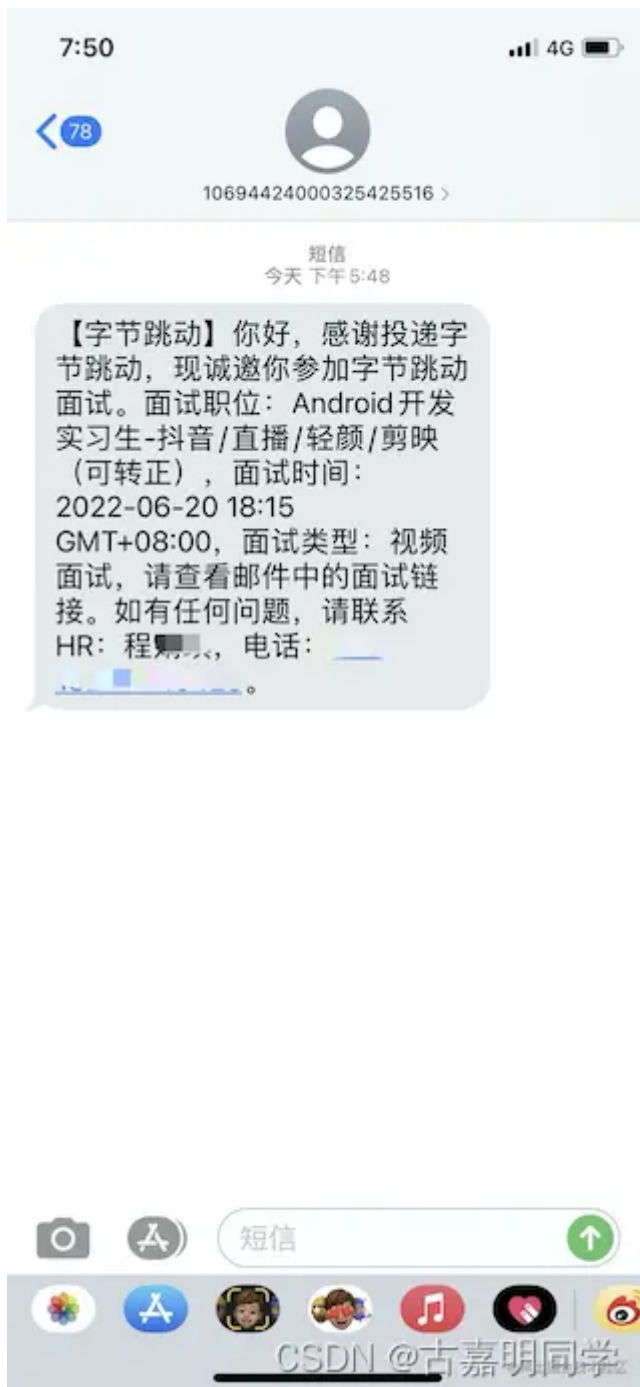 7:50
4G
78
10694424000325425516
短信
今天 下午5:48
【字节跳动】你好，感谢投递字
节跳动，现诚邀你参加字节跳动
面试。面试职位：Android开发
实习生-抖音/直播/轻颜/剪映
（可转正），面试时间：
2022-06-20 18:15
GMT+08:00，面试类型：视频
面试，请查看邮件中的面试链
接。如有任何问题，请联系
HR：程，电话：
。
短信
CSDN @古嘉明同学